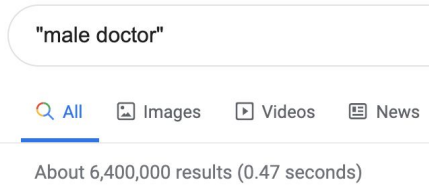 "male doctor"
All Images Videos News
About 6,400,000 results (0.47 seconds)